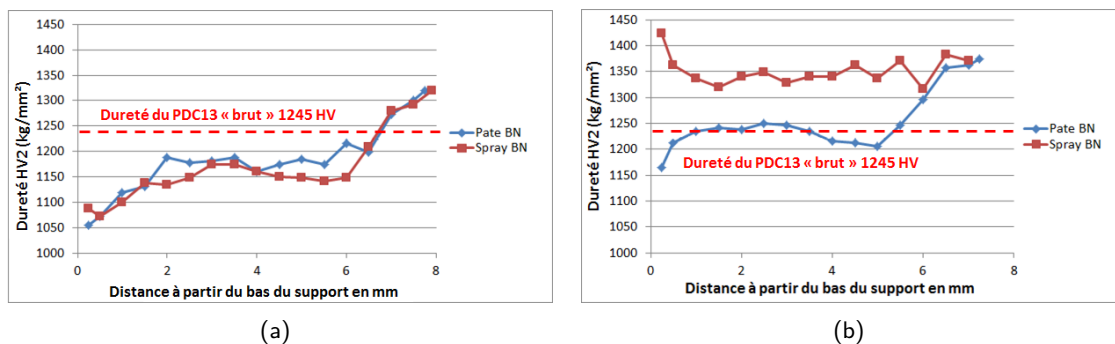 1450
1400
1350
1300
1250
1200
1150
1100
1050
1000
Dureté HV2 (kg/mm²)
Dureté du PDC13 « brut » 1245 HV
Pate BN
Spray BN
0 2 4 6 8
Distance à partir du bas du support en mm
(a)
1450
1400
1350
1300
1250
1200
1150
1100
1050
1000
Dureté HV2 (kg/mm²)
Dureté du PDC13 « brut » 1245 HV
Pate BN
Spray BN
0 2 4 6 8
Distance à partir du bas du support en mm
(b)